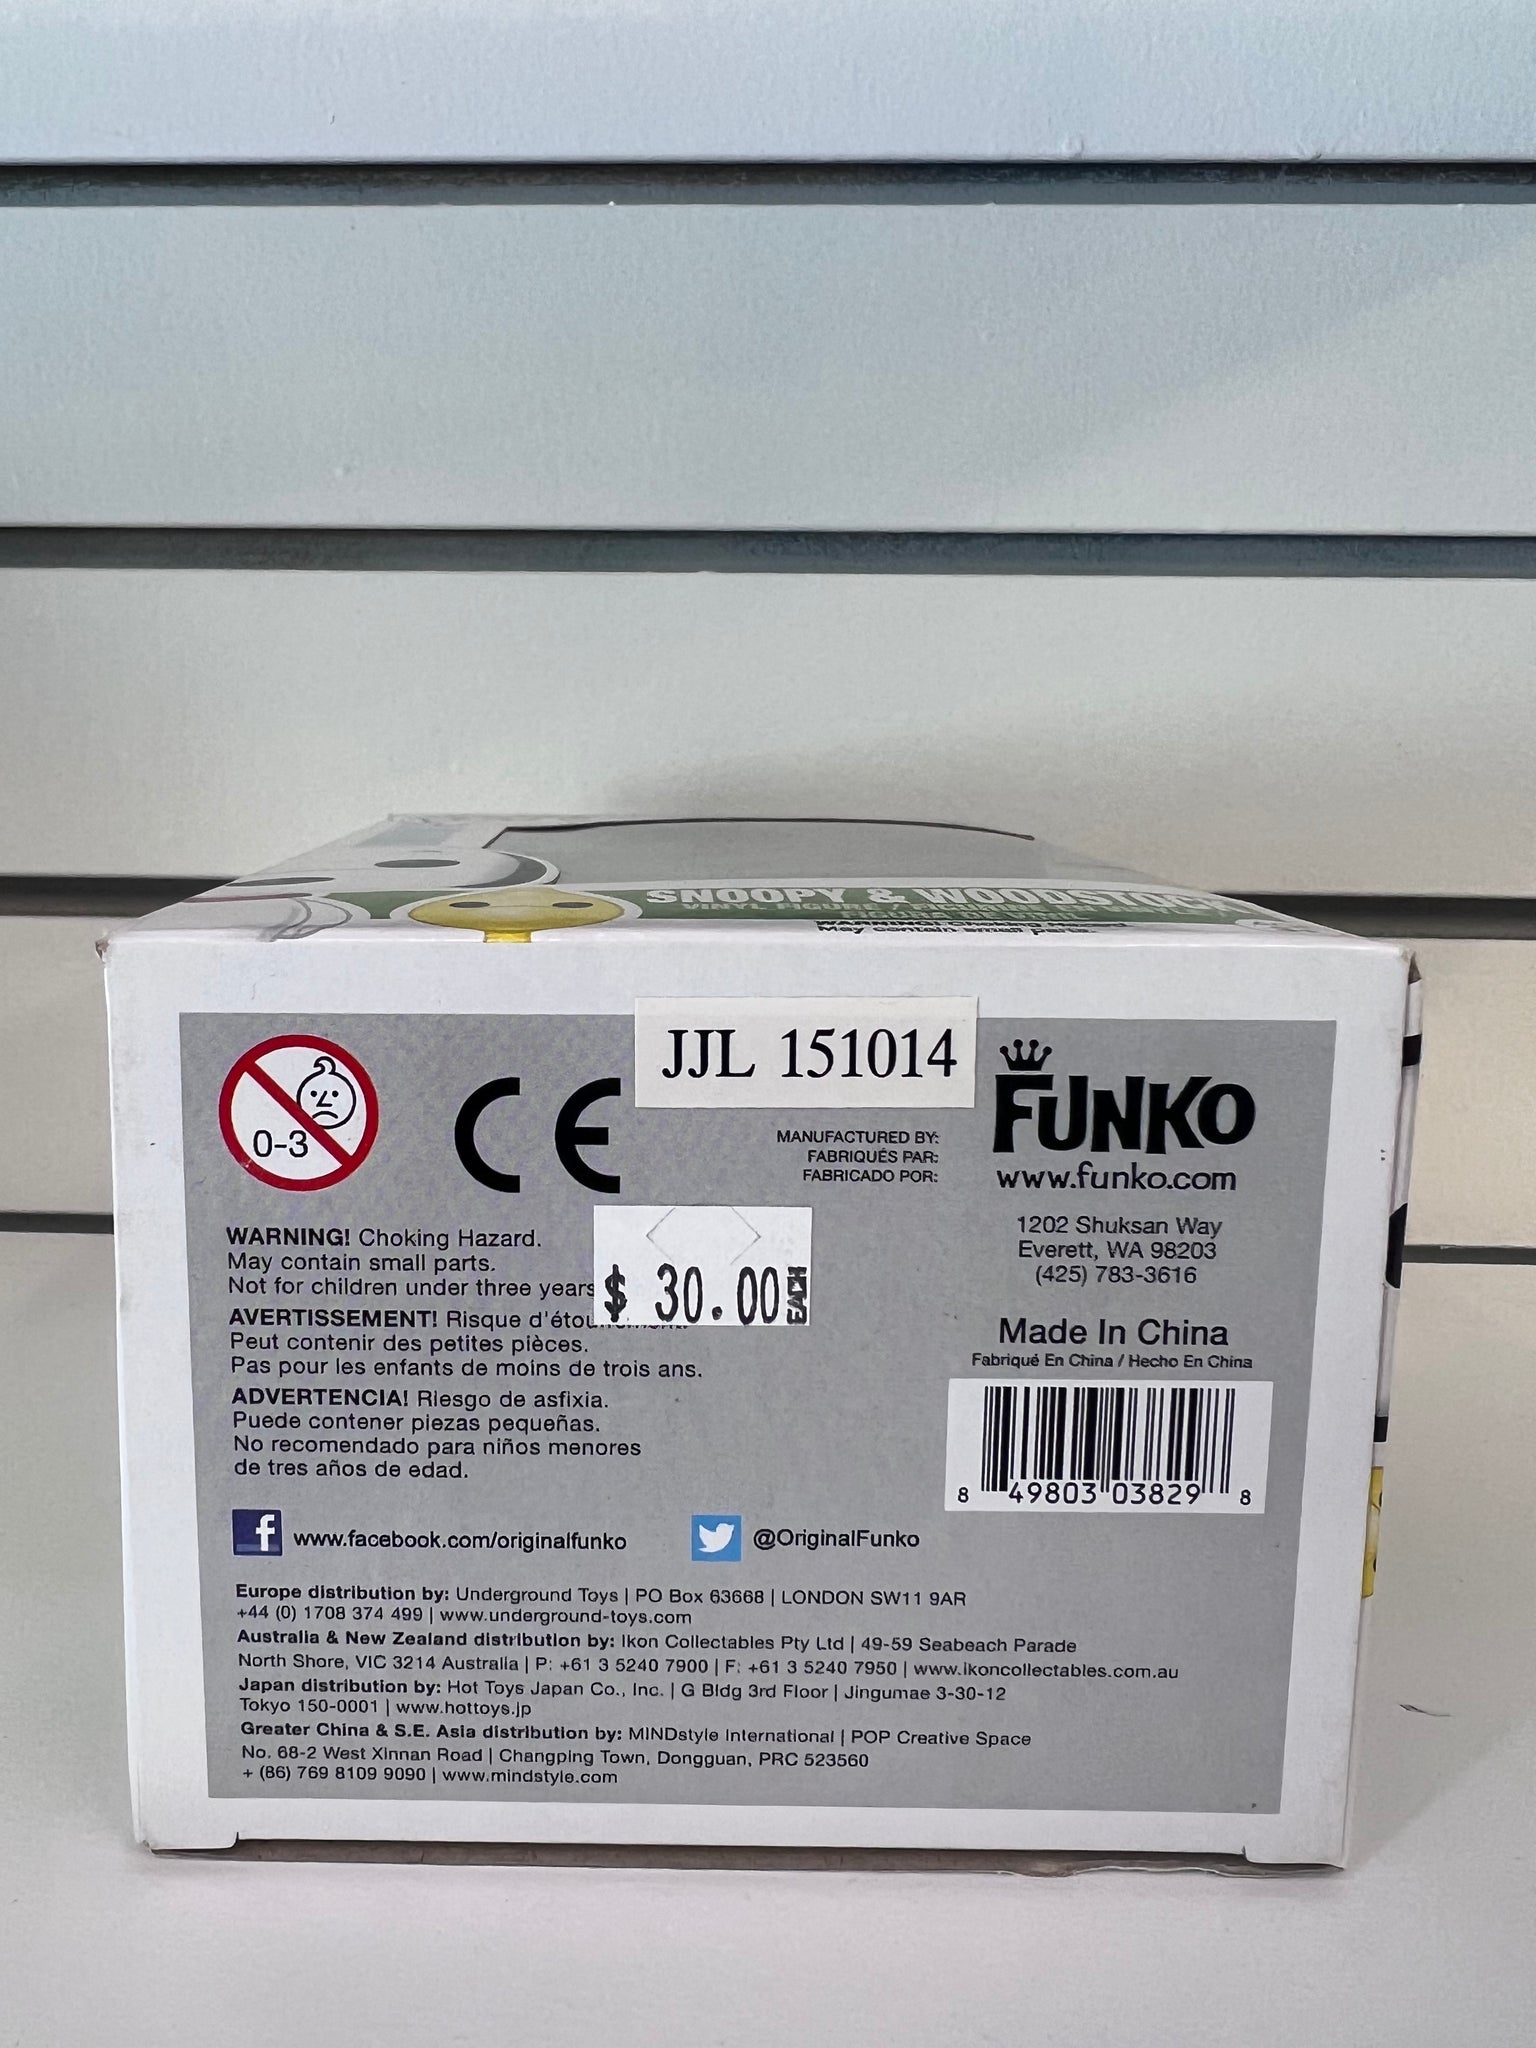 SNOOPY & WOODSTOCK
VINYL FIGURE /
FIGURA DE VINIL
WARNING: Choking Hazard.
May contain small parts.
JJL 151014
0-3
CE
MANUFACTURED BY:
FABRIQUÉS PAR:
FABRICADO POR:
FUNKO
www.funko.com
1202 Shuksan Way
Everett, WA 98203
(425) 783-3616
Made In China
Fabriqué En China / Hecho En China
8 49803 03829 8
$ 30.00 EACH
WARNING! Choking Hazard.
May contain small parts.
Not for children under three years
AVERTISSEMENT! Risque
Peut contenir des petites pièces.
Pas pour les enfants de moins de trois ans.
ADVERTENCIA! Riesgo de asfixia.
Puede contener piezas pequeñas.
No recomendado para niños menores
de tres años de edad.
f www.facebook.com/originalfunko
@OriginalFunko
Europe distribution by: Underground Toys | PO Box 63668 | LONDON SW11 9AR
+44 (0) 1708 374 499 | www.underground-toys.com
Australia & New Zealand distribution by: Ikon Collectables Pty Ltd | 49-59 Seabeach Parade
North Shore, VIC 3214 Australia | P: +61 3 5240 7900 | F: +61 3 5240 7950 | www.ikoncollectables.com.au
Japan distribution by: Hot Toys Japan Co., Inc. | G Bldg 3rd Floor | Jingumae 3-30-12
Tokyo 150-0001 | www.hottoys.jp
Greater China & S.E. Asia distribution by: MINDstyle International | POP Creative Space
No. 68-2 West Xinnan Road | Changping Town, Dongguan, PRC 523560
+ (86) 769 8109 9090 | www.mindstyle.com